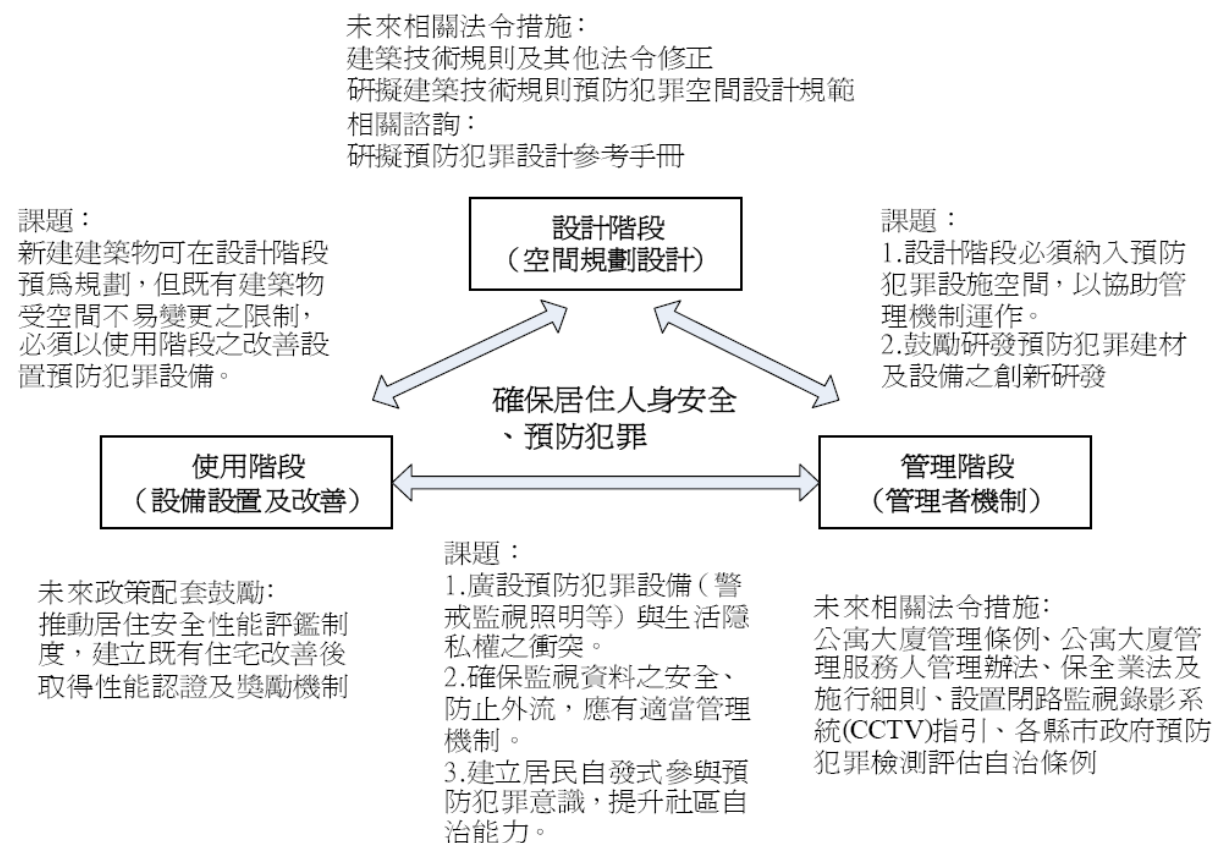 未來相關法令措施：
建築技術規則及其他法令修正
研擬建築技術規則預防犯罪空間設計規範
相關諮詢：
研擬預防犯罪設計參考手冊
設計階段
（空間規劃設計）
課題：
新建建築物可在設計階段
預為規劃，但既有建築物
受空間不易變更之限制，
必須以使用階段之改善設
置預防犯罪設備。
課題：
1.設計階段必須納入預防
犯罪設施空間，以協助管
理機制運作。
2.鼓勵研發預防犯罪建材
及設備之創新研發
確保居住人身安全
、預防犯罪
使用階段
（設備設置及改善）
管理階段
（管理者機制）
未來政策配套鼓勵:
推動居住安全性能評鑑制
度，建立既有住宅改善後
取得性能認證及獎勵機制
課題：
1.廣設預防犯罪設備（警
戒監視照明等）與生活隱
私權之衝突。
2.確保監視資料之安全、
防止外流，應有適當管理
機制。
3.建立居民自發式參與預
防犯罪意識，提升社區自
治能力。
未來相關法令措施：
公寓大廈管理條例、公寓大廈管
理服務人管理辦法、保全業法及
施行細則、設置閉路監視錄影系
統(CCTV)指引、各縣市政府預防
犯罪檢測評估自治條例